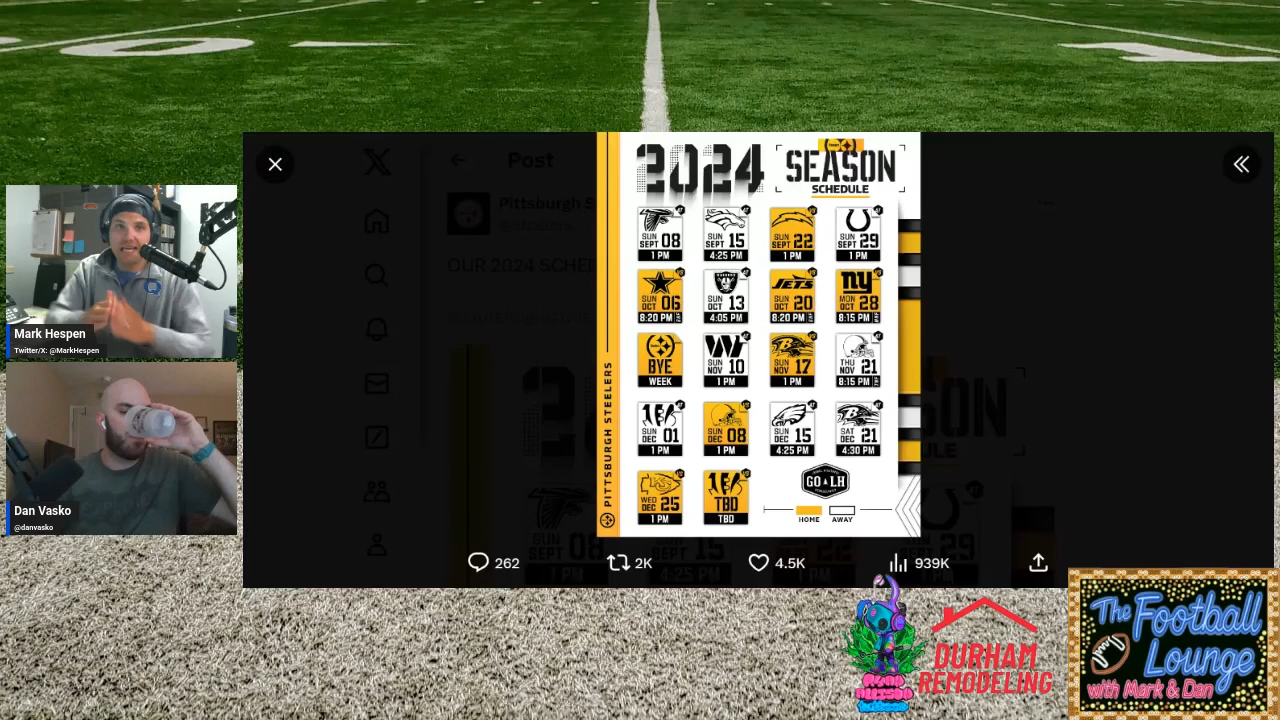 Post
Pittsburgh S
OUR 2024 SCHE
2024 SEASON
SCHEDULE
SUN SEPT 08 1 PM
SUN SEPT 15 4:25 PM
SUN SEPT 22 1 PM
SUN SEPT 29 1 PM
SUN OCT 06 8:20 PM
SUN OCT 13 4:05 PM
JETS SUN OCT 20 8:20 PM
ny MON OCT 28 8:15 PM
BYE WEEK
W SUN NOV 10 1 PM
SUN NOV 17 1 PM
THU NOV 21 8:15 PM
SUN DEC 01 1 PM
SUN DEC 08 1 PM
SUN DEC 15 4:25 PM
SAT DEC 21 4:30 PM
WED DEC 25 1 PM
TBD TBD
GO LH
HOME AWAY
PITTSBURGH STEELERS
262 2K 4.5K 939K
Mark Hespen
Twitter/X: @MarkHespen
Dan Vasko
@danvasko
DURHAM
REMODELING
The
Football
Lounge
with Mark & Dan